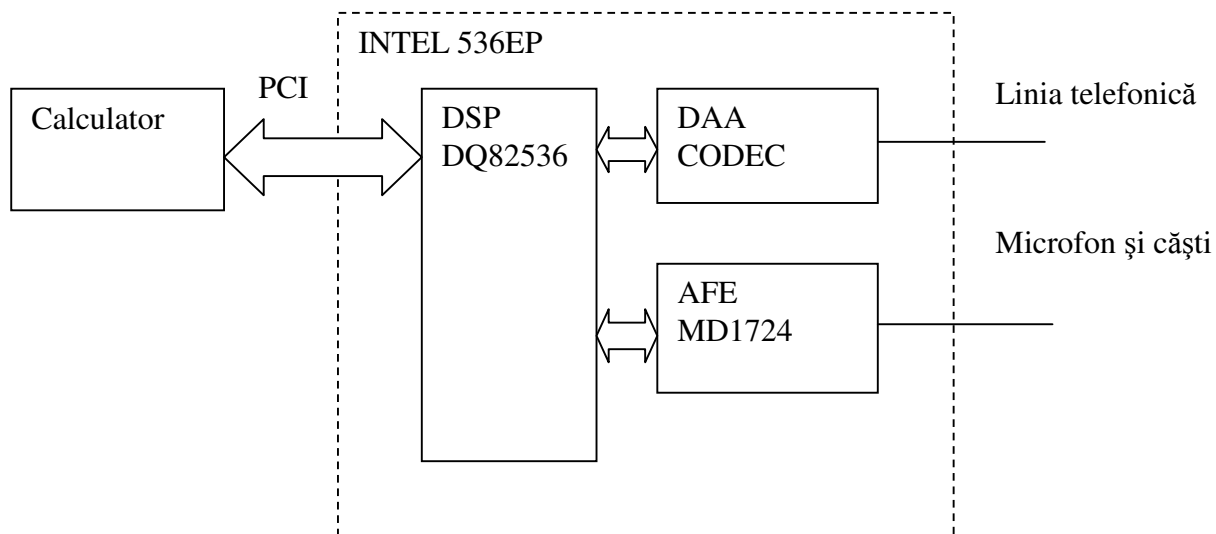 INTEL 536EP
PCI
Calculator
DSP
DQ82536
DAA
CODEC
Linia telefonică
AFE
MD1724
Microfon şi căşti